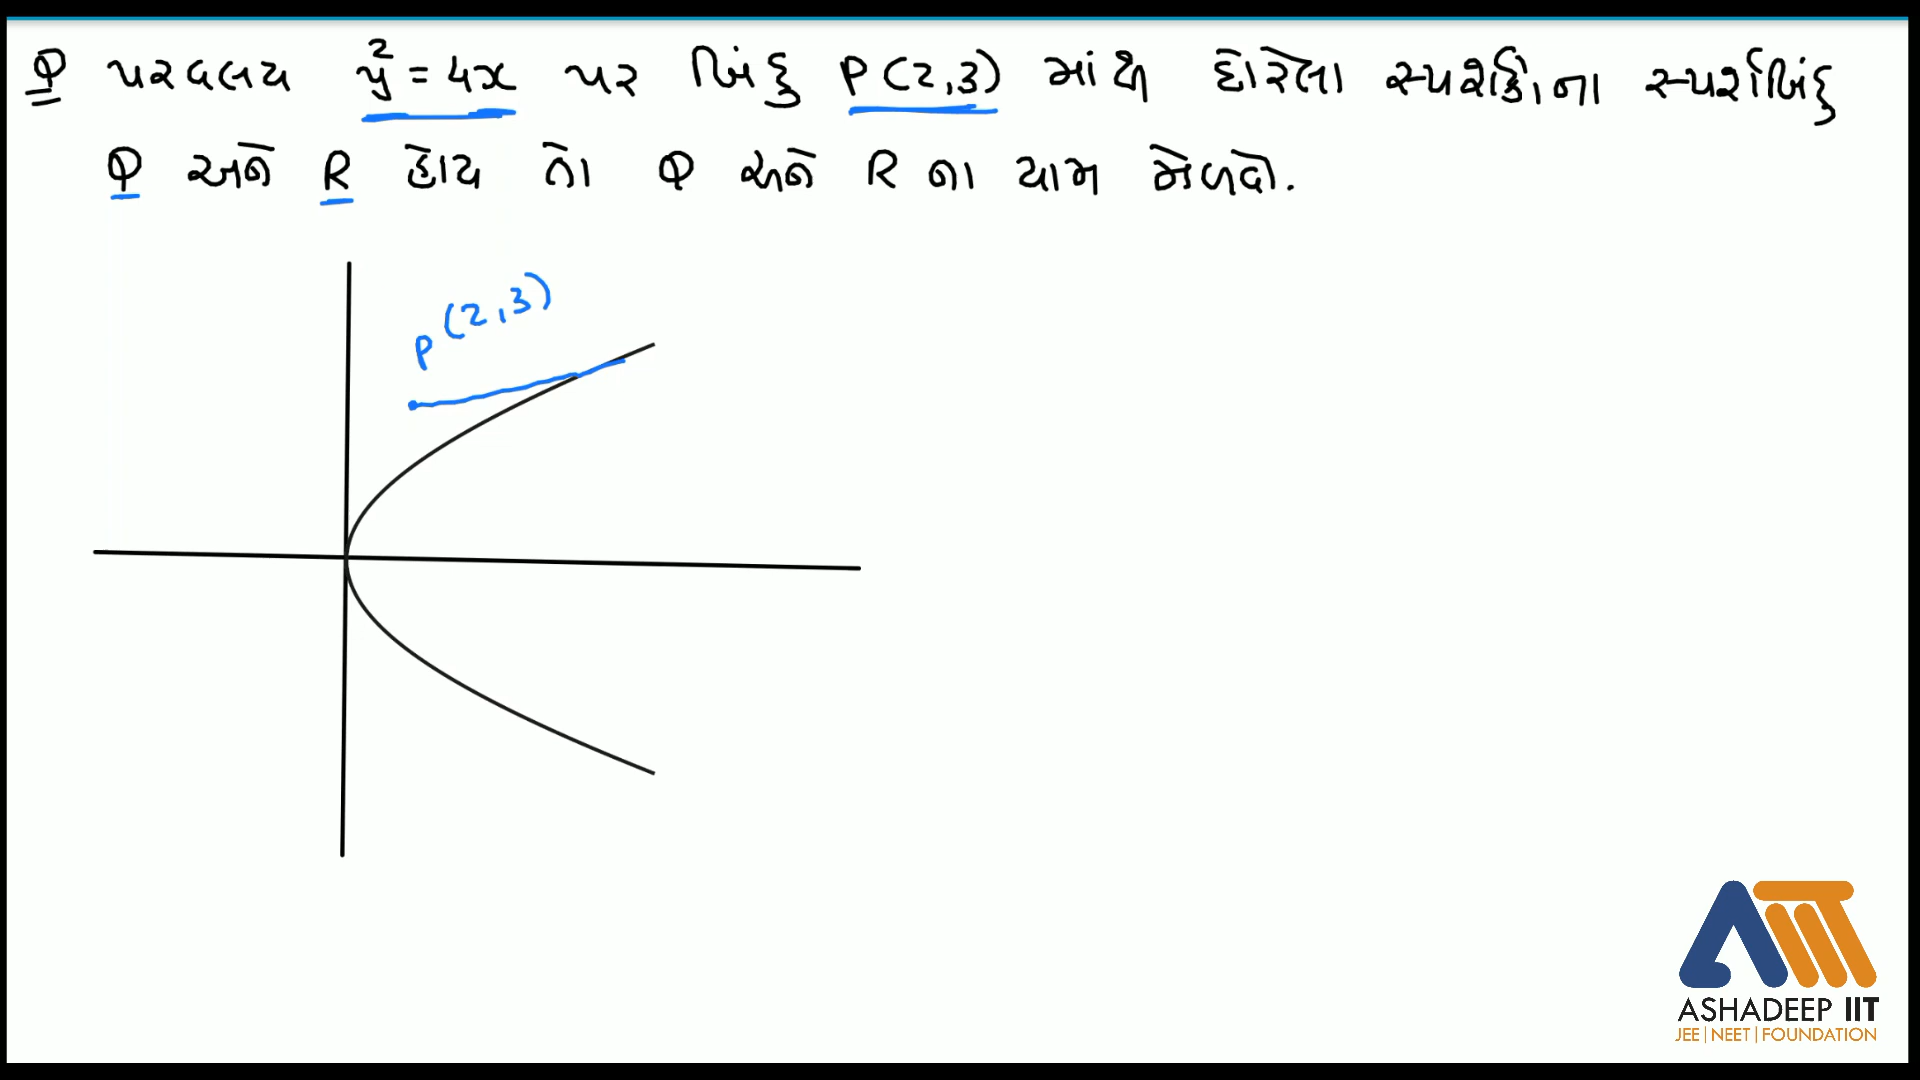 Q પરવલય y² = 4x પર બિંદુ P(2,3) માંથી દોરેલા સ્પર્શકોના સ્પર્શબિંદુ
Q અને R હોય તો Q અને R ના યામ મેળવો.
P(2,3)
ASHADEEP IIT
JEE | NEET | FOUNDATION